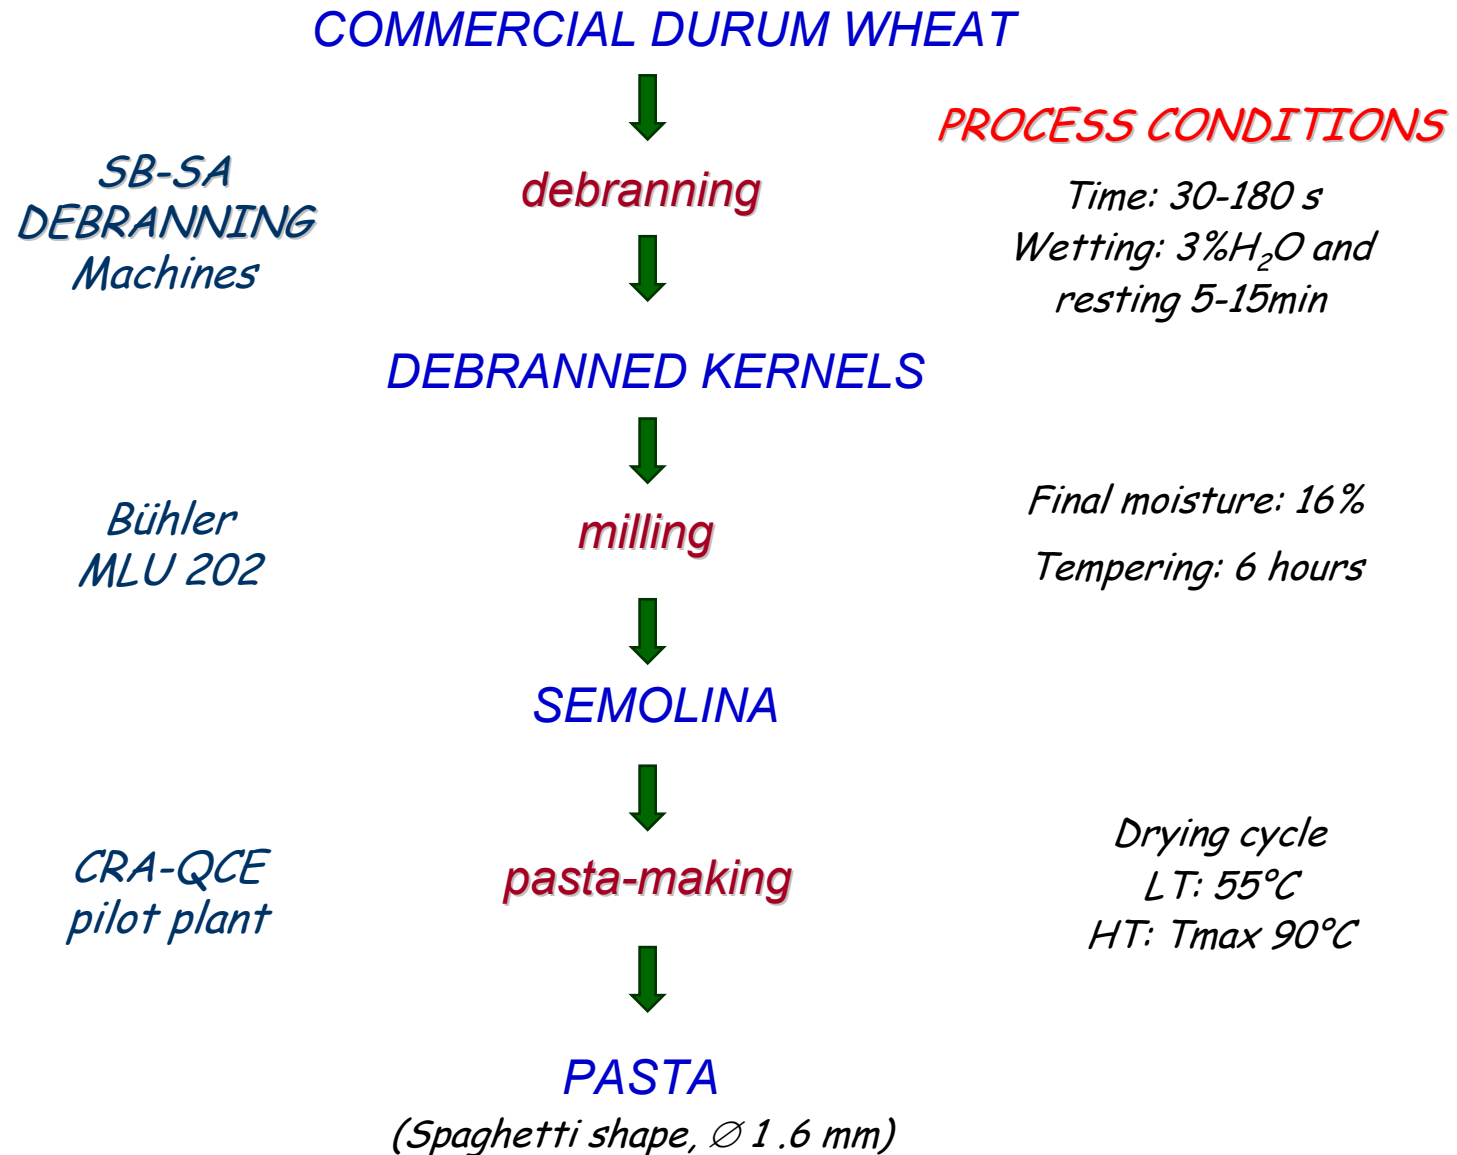 COMMERCIAL DURUM WHEAT
PROCESS CONDITIONS
SB-SA
DEBRANNING
Machines
debranning
Time: 30-180 s
Wetting: 3%H₂O and
resting 5-15min
DEBRANNED KERNELS
Bühler
MLU 202
milling
Final moisture: 16%
Tempering: 6 hours
SEMOLINA
CRA-QCE
pilot plant
pasta-making
Drying cycle
LT: 55°C
HT: Tmax 90°C
PASTA
(Spaghetti shape, ∅ 1.6 mm)